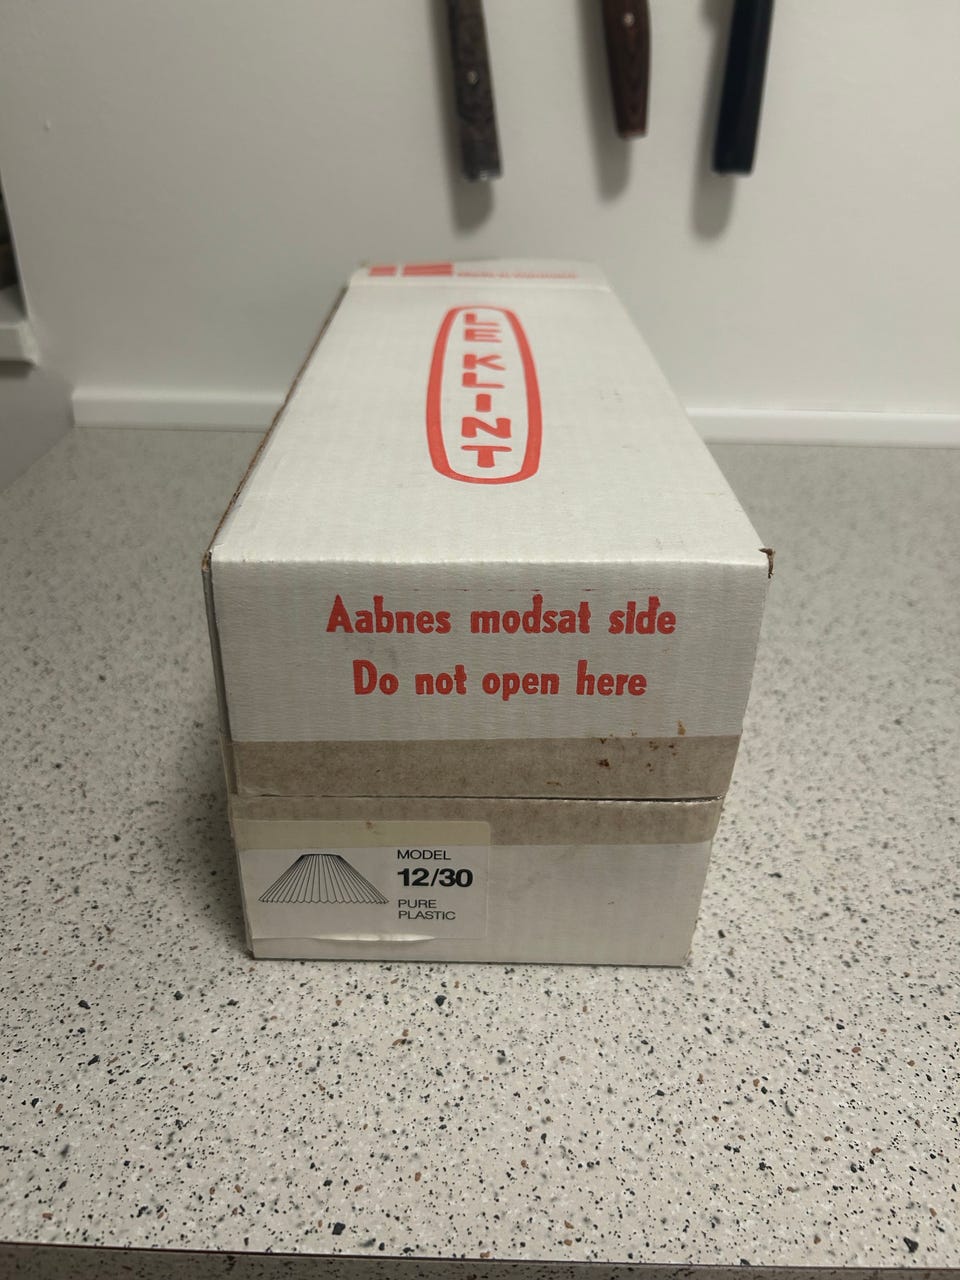 LE KLINT
Aabnes modsat side
Do not open here
MODEL
12/30
PURE
PLASTIC